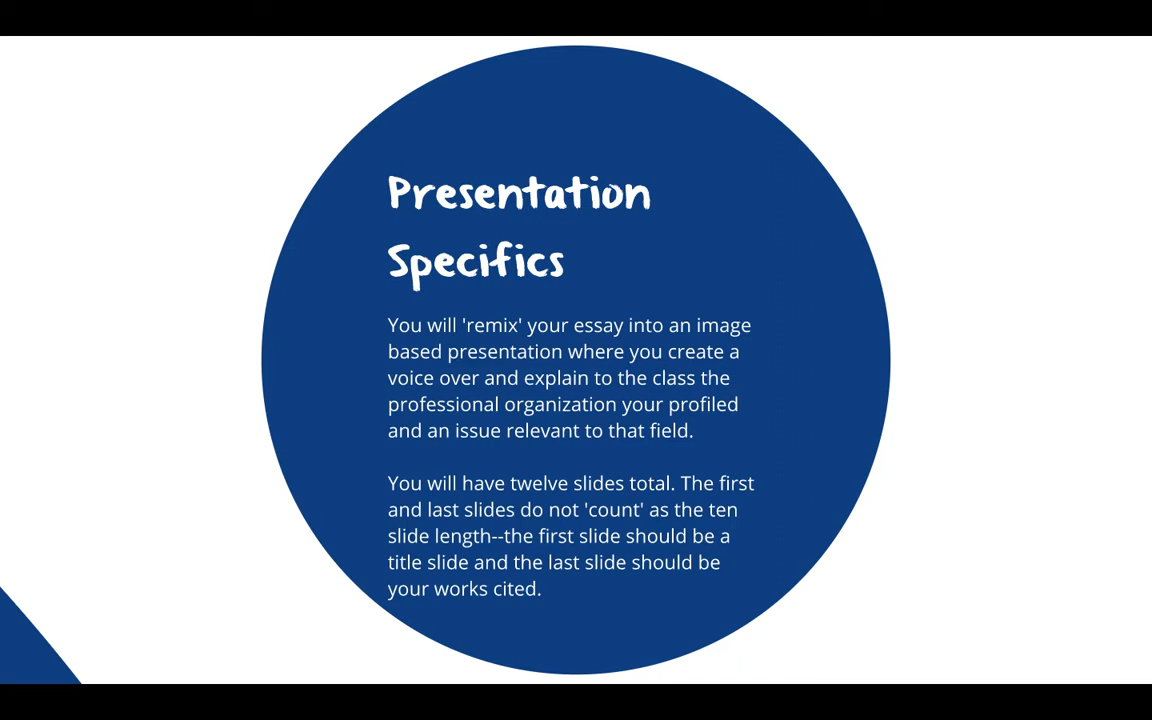 Presentation
Specifics
You will 'remix' your essay into an image
based presentation where you create a
voice over and explain to the class the
professional organization your profiled
and an issue relevant to that field.
You will have twelve slides total. The first
and last slides do not 'count' as the ten
slide length--the first slide should be a
title slide and the last slide should be
your works cited.